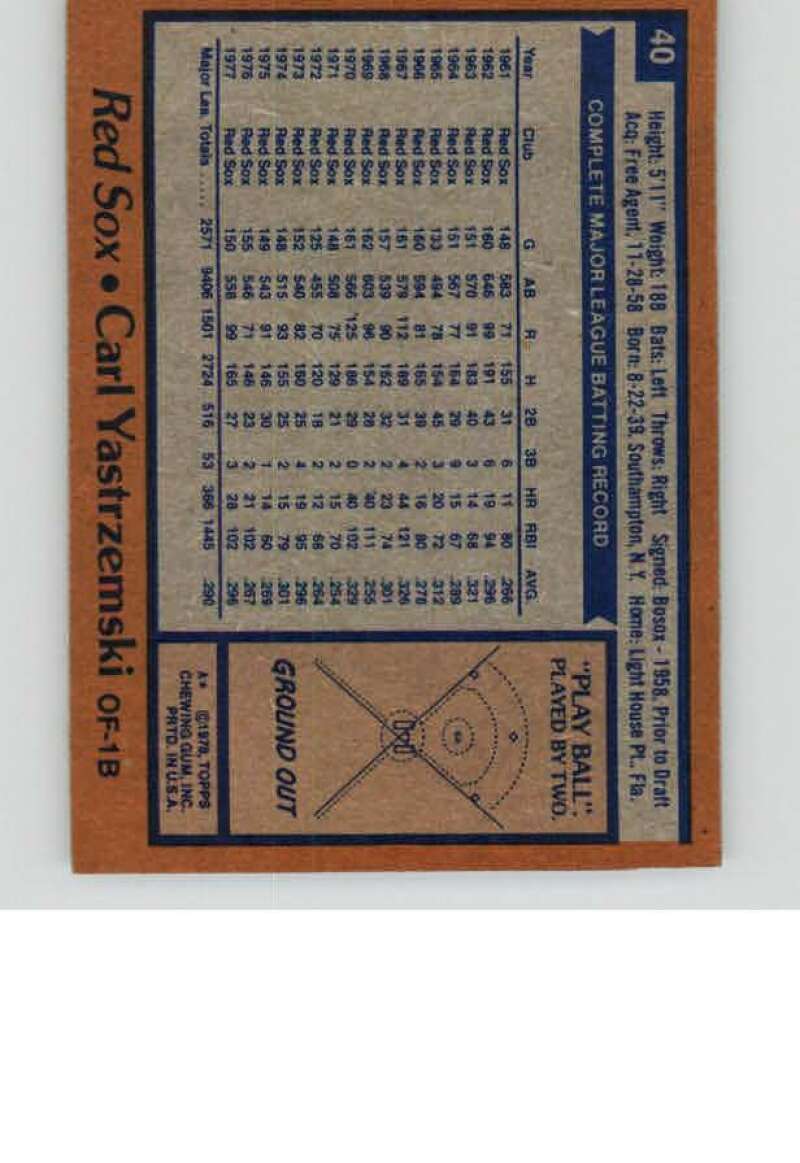 40
Height: 5'11" Weight: 188 Bats: Left Throws: Right Signed: Bosox - 1958, Prior to Draft
Acq: Free Agent, 11-28-58 Born: 8-22-39, Southampton, N.Y. Home: Light House Pt., Fla.
COMPLETE MAJOR LEAGUE BATTING RECORD
Year Club G AB R H 2B 3B HR RBI AVG.
1961 Red Sox 148 583 71 155 31 6 11 80 .266
1962 Red Sox 160 646 99 191 43 6 19 94 .296
1963 Red Sox 151 570 91 183 40 3 14 68 .321
1964 Red Sox 151 567 77 164 29 9 15 67 .289
1965 Red Sox 133 494 78 154 45 3 20 72 .312
1966 Red Sox 160 594 81 165 39 2 16 80 .278
1967 Red Sox 161 579 112 189 31 4 44 121 .326
1968 Red Sox 157 539 90 162 32 2 23 74 .301
1969 Red Sox 162 603 96 154 28 2 40 111 .255
1970 Red Sox 161 566 125 186 29 0 40 102 .329
1971 Red Sox 148 508 75 129 21 2 15 70 .254
1972 Red Sox 125 455 70 120 18 2 12 68 .264
1973 Red Sox 152 540 82 160 25 4 19 95 .296
1974 Red Sox 148 515 93 155 25 2 15 79 .301
1975 Red Sox 149 543 91 146 30 1 14 60 .269
1976 Red Sox 155 546 71 146 23 2 21 102 .267
1977 Red Sox 150 558 99 165 27 3 28 102 .296
Major Lea. Totals ..... 2571 9406 1501 2724 516 53 366 1445 .290
"PLAY BALL"
PLAYED BY TWO.
GROUND OUT
A* ©1978, TOPPS
CHEWING GUM, INC.
PRTD. IN U.S.A.
Red Sox • Carl Yastrzemski OF-1B